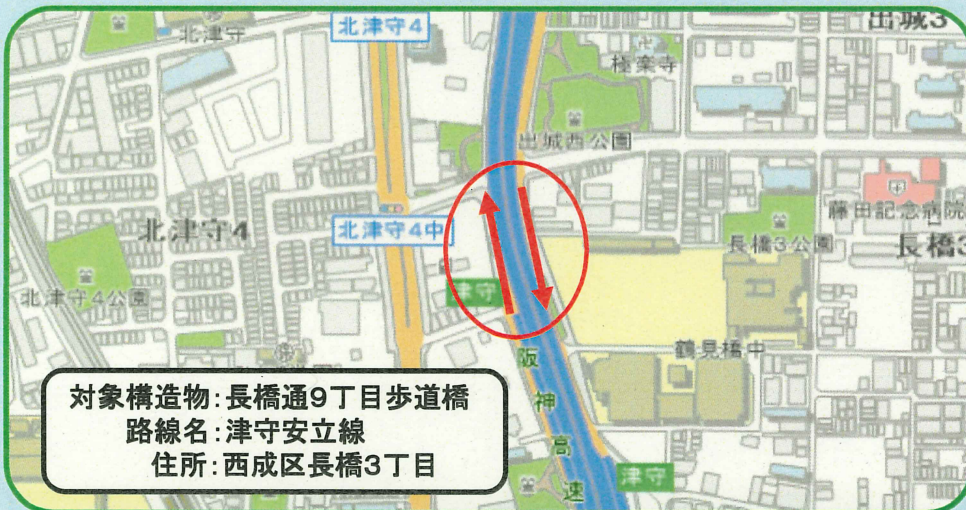 北津守
北津守4
出城3
極楽寺
出城西公園
藤田記念病院
北津守4
北津守4中
長橋3公園
長橋3
北津守4公園
津守
鶴見橋中
阪神高速
津守
対象構造物:長橋通9丁目歩道橋
路線名:津守安立線
住所:西成区長橋3丁目